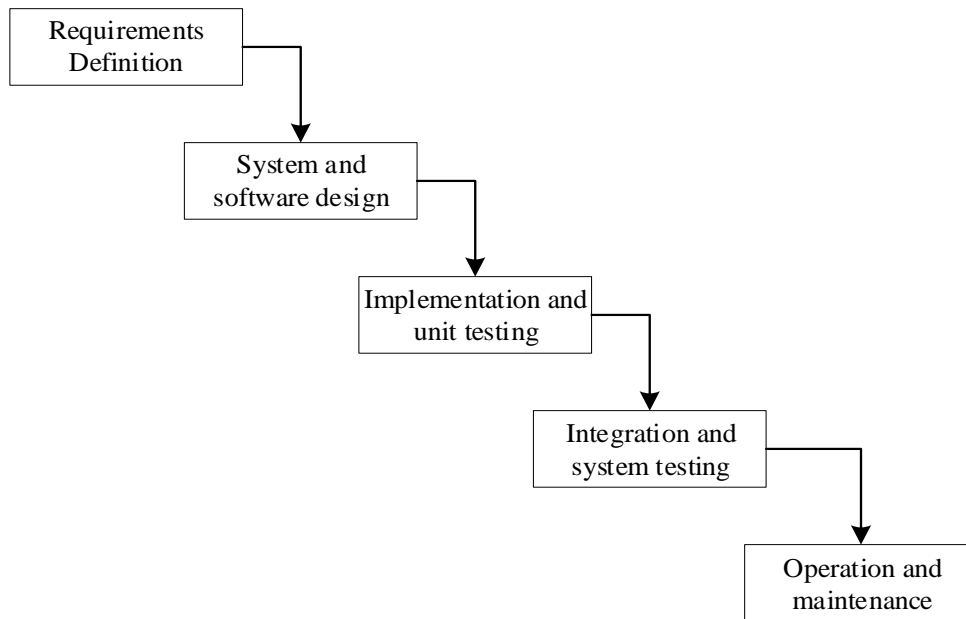 Requirements
Definition
System and
software design
Implementation and
unit testing
Integration and
system testing
Operation and
maintenance